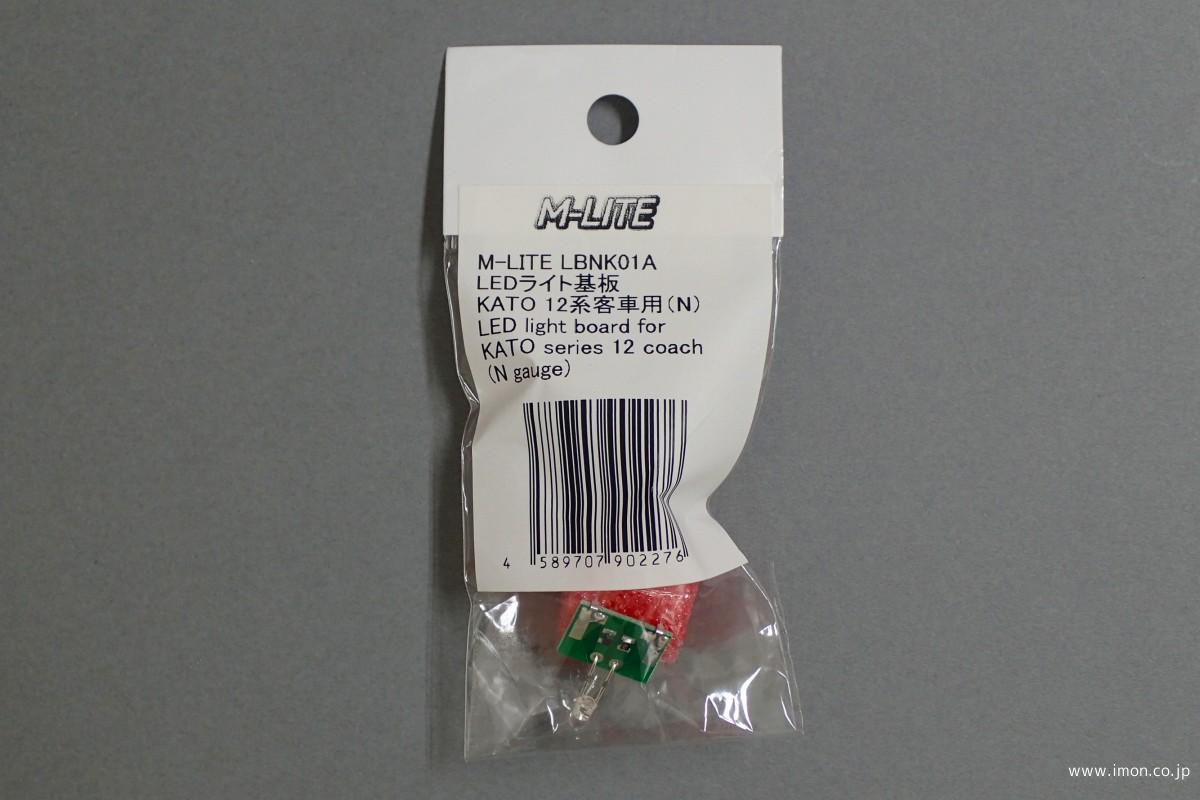 M-LITE
M-LITE LBNK01A
LEDライト基板
KATO 12系客車用(N)
LED light board for
KATO series 12 coach
(N gauge)
4 589707 902276
www.imon.co.jp